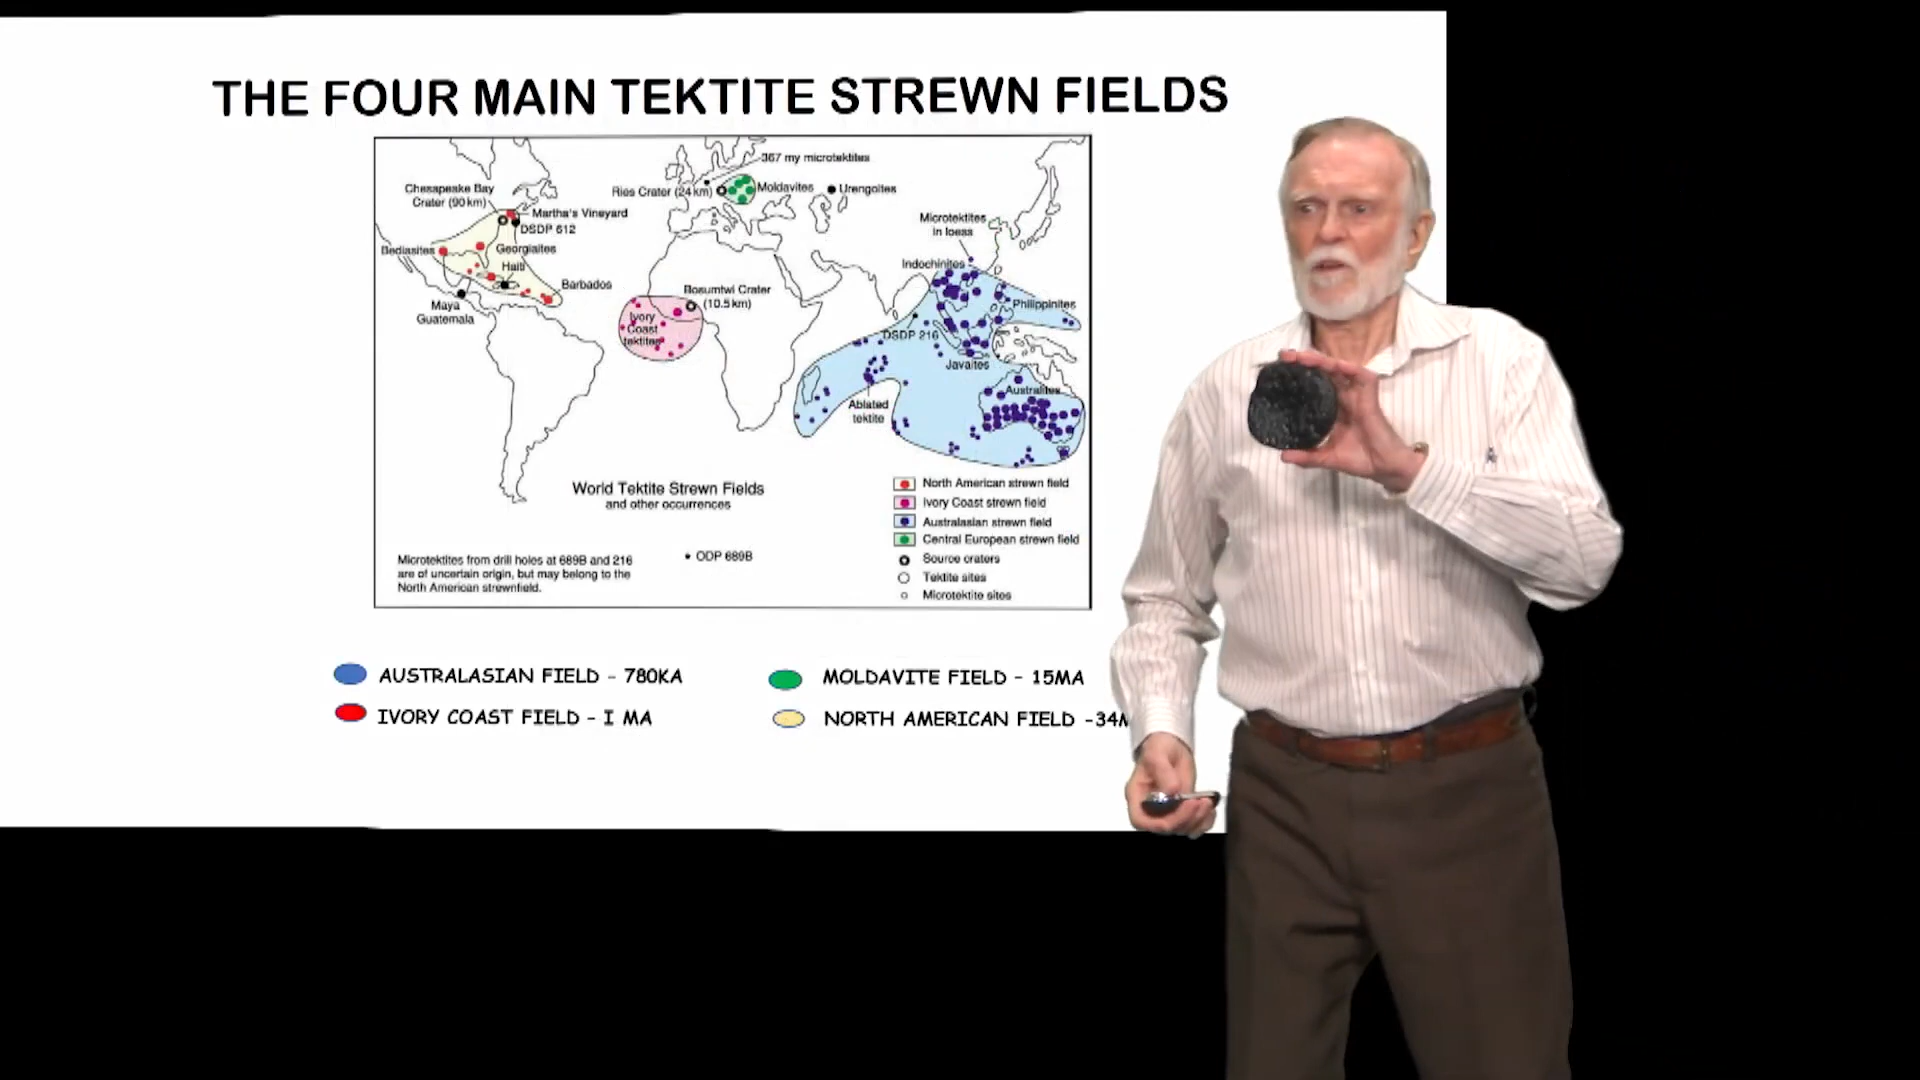 THE FOUR MAIN TEKTITE STREWN FIELDS
367 my microtektites
Chesapeake Bay
Crater (90 km)
Ries Crater (24 km)
Moldavites
Urengoites
Martha's Vineyard
DSDP 612
Microtektites
in loess
Bediasites
Georgiaites
Haiti
Indochinites
Barbados
Bosumtwi Crater
(10.5 km)
Maya
Guatemala
Ivory
Coast
tektites
Philippinites
DSDP 216
Javaites
Australites
Ablated
tektite
World Tektite Strewn Fields
and other occurrences
North American strewn field
Ivory Coast strewn field
Australasian strewn field
Central European strewn field
Source craters
Tektite sites
Microtektite sites
ODP 689B
Microtektites from drill holes at 689B and 216
are of uncertain origin, but may belong to the
North American strewnfield.
AUSTRALASIAN FIELD - 780KA
MOLDAVITE FIELD - 15MA
IVORY COAST FIELD - I MA
NORTH AMERICAN FIELD -34M